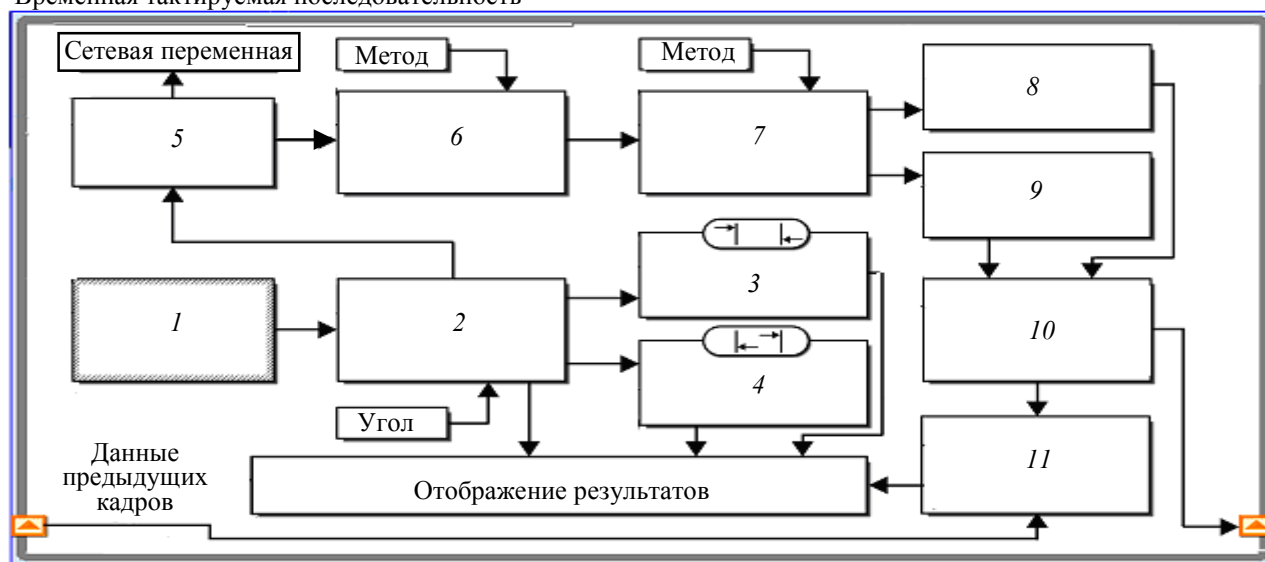 Временная тактируемая последовательность
Сетевая переменная
Метод
Метод
5
6
7
8
9
1
2
3
4
10
11
Угол
Данные
предыдущих
кадров
Отображение результатов